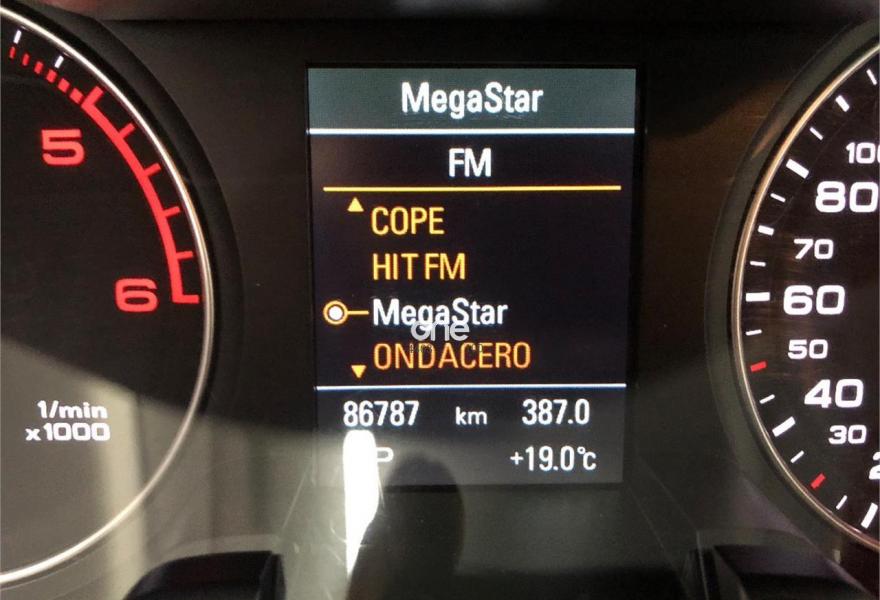 MegaStar
FM
COPE
HIT FM
MegaStar
ONDACERO
86787 km 387.0
P +19.0°C
5
6
1/min
x1000
80
70
60
50
40
30
one